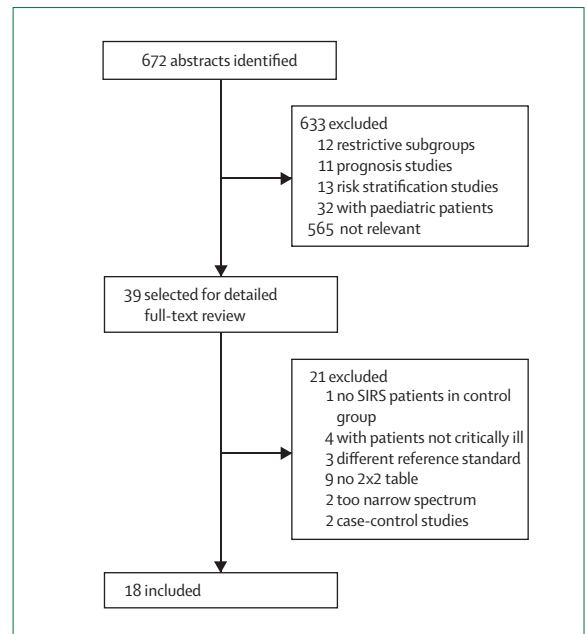 672 abstracts identified
633 excluded
12 restrictive subgroups
11 prognosis studies
13 risk stratification studies
32 with paediatric patients
565 not relevant
39 selected for detailed
full-text review
21 excluded
1 no SIRS patients in control
group
4 with patients not critically ill
3 different reference standard
9 no 2x2 table
2 too narrow spectrum
2 case-control studies
18 included